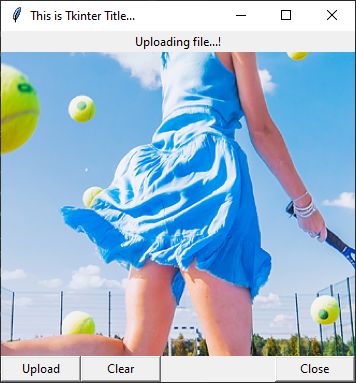 This is Tkinter Title...
Uploading file...!
Upload
Clear
Close